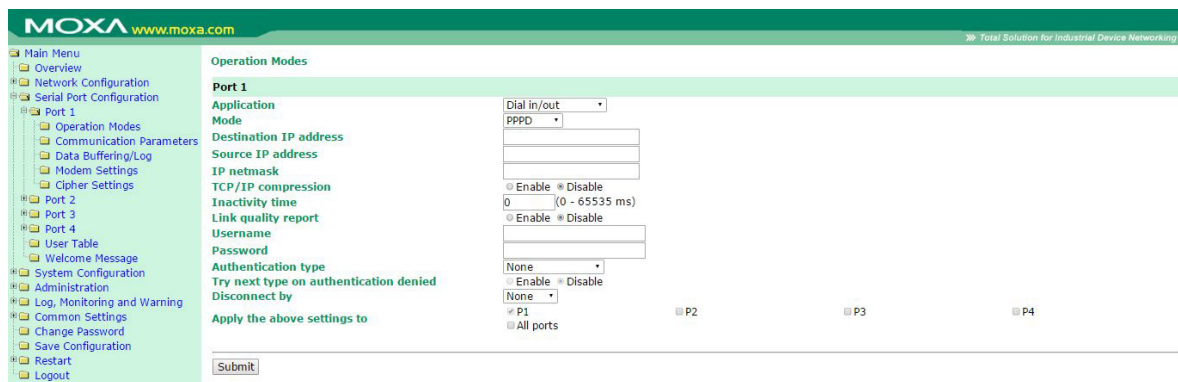 MOXA www.moxa.com
Total Solution for Industrial Device Networking
Main Menu
Overview
Network Configuration
Serial Port Configuration
Port 1
Operation Modes
Communication Parameters
Data Buffering/Log
Modem Settings
Cipher Settings
Port 2
Port 3
Port 4
User Table
Welcome Message
System Configuration
Administration
Log, Monitoring and Warning
Common Settings
Change Password
Save Configuration
Restart
Logout
Operation Modes
Port 1
Application Dial in/out
Mode PPPD
Destination IP address
Source IP address
IP netmask
TCP/IP compression Enable Disable
Inactivity time 0 (0 - 65535 ms)
Link quality report Enable Disable
Username
Password
Authentication type None
Try next type on authentication denied Enable Disable
Disconnect by None
Apply the above settings to P1 P2 P3 P4
All ports
Submit